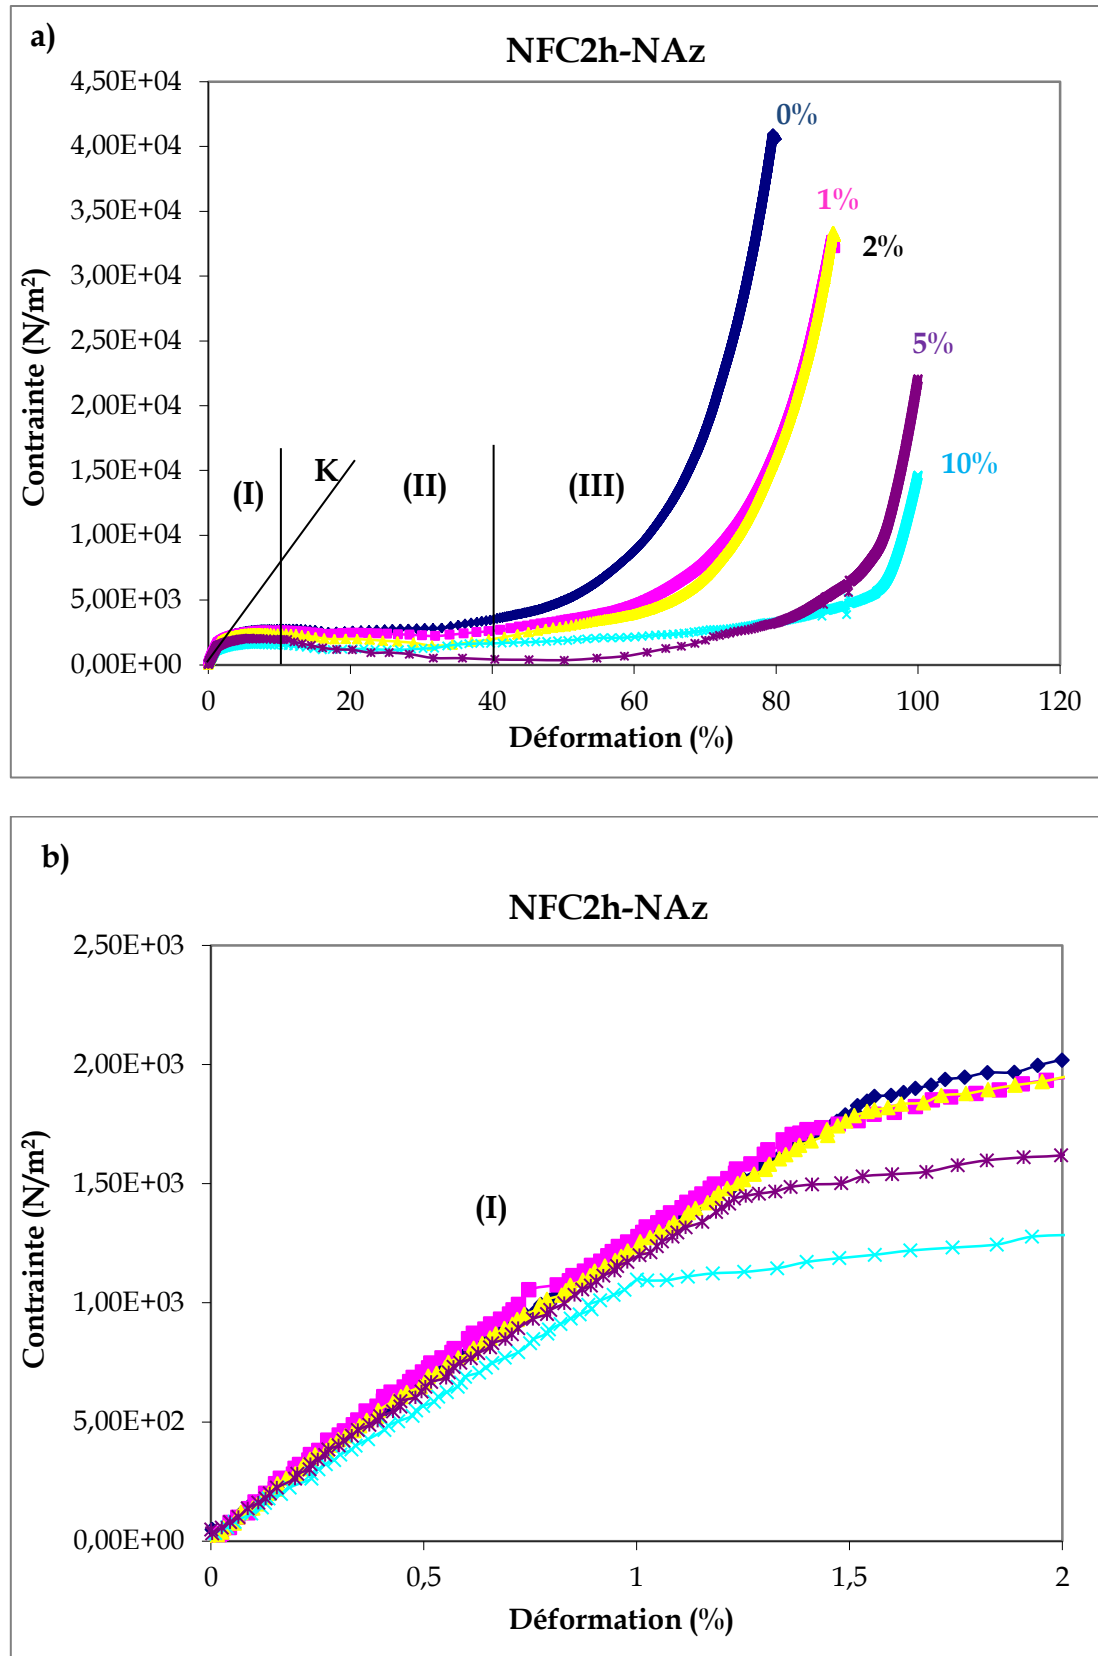 a)
NFC2h-NAz
4,50E+04
4,00E+04
3,50E+04
3,00E+04
2,50E+04
2,00E+04
1,50E+04
1,00E+04
5,00E+03
0,00E+00
Contrainte (N/m²)
0%
1%
2%
5%
10%
(I)
K
(II)
(III)
0 20 40 60 80 100 120
Déformation (%)
b)
NFC2h-NAz
2,50E+03
2,00E+03
1,50E+03
1,00E+03
5,00E+02
0,00E+00
Contrainte (N/m²)
(I)
0 0,5 1 1,5 2
Déformation (%)